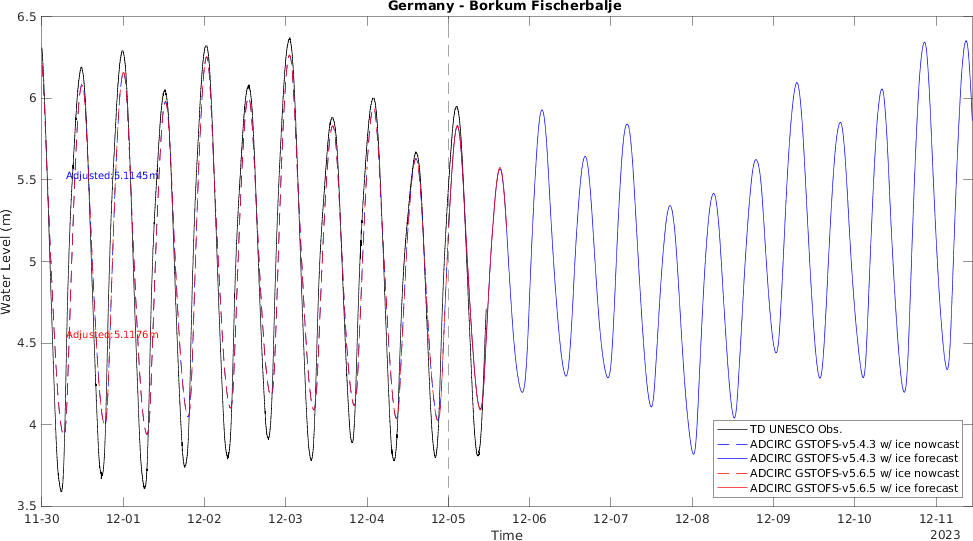 Germany - Borkum Fischerbalje
6.5
6
5.5
5
4.5
4
3.5
Water Level (m)
Adjusted:5.1145m
Adjusted:5.1176m
TD UNESCO Obs.
ADCIRC GSTOFS-v5.4.3 w/ ice nowcast
ADCIRC GSTOFS-v5.4.3 w/ ice forecast
ADCIRC GSTOFS-v5.6.5 w/ ice nowcast
ADCIRC GSTOFS-v5.6.5 w/ ice forecast
11-30 12-01 12-02 12-03 12-04 12-05 12-06 12-07 12-08 12-09 12-10 12-11
Time
2023